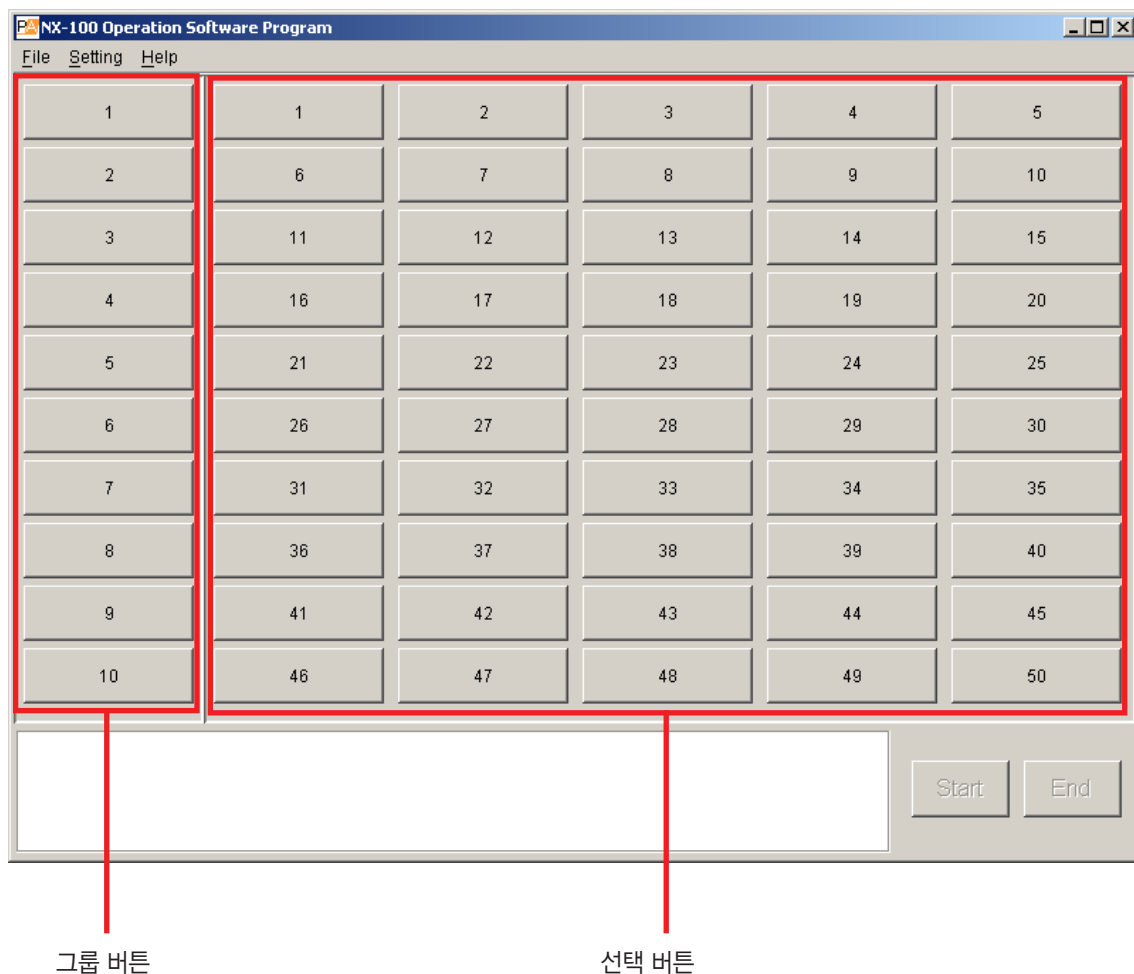 PA NX-100 Operation Software Program
File Setting Help
1 1 2 3 4 5
2 6 7 8 9 10
3 11 12 13 14 15
4 16 17 18 19 20
5 21 22 23 24 25
6 26 27 28 29 30
7 31 32 33 34 35
8 36 37 38 39 40
9 41 42 43 44 45
10 46 47 48 49 50
Start End
그룹 버튼 선택 버튼